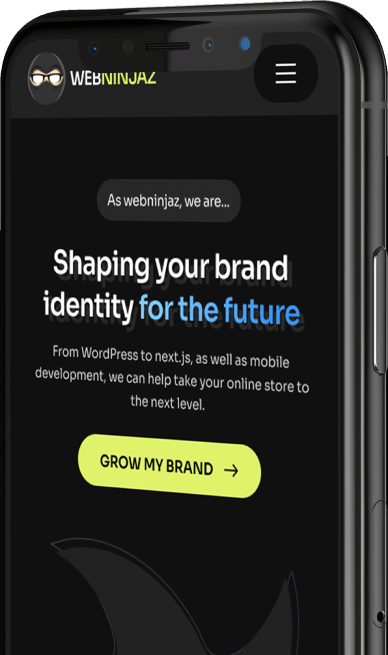 WEBNINJAZ
As webninjaz, we are...
Shaping your brand
identity for the future
From WordPress to next.js, as well as mobile
development, we can help take your online store to
the next level.
GROW MY BRAND →